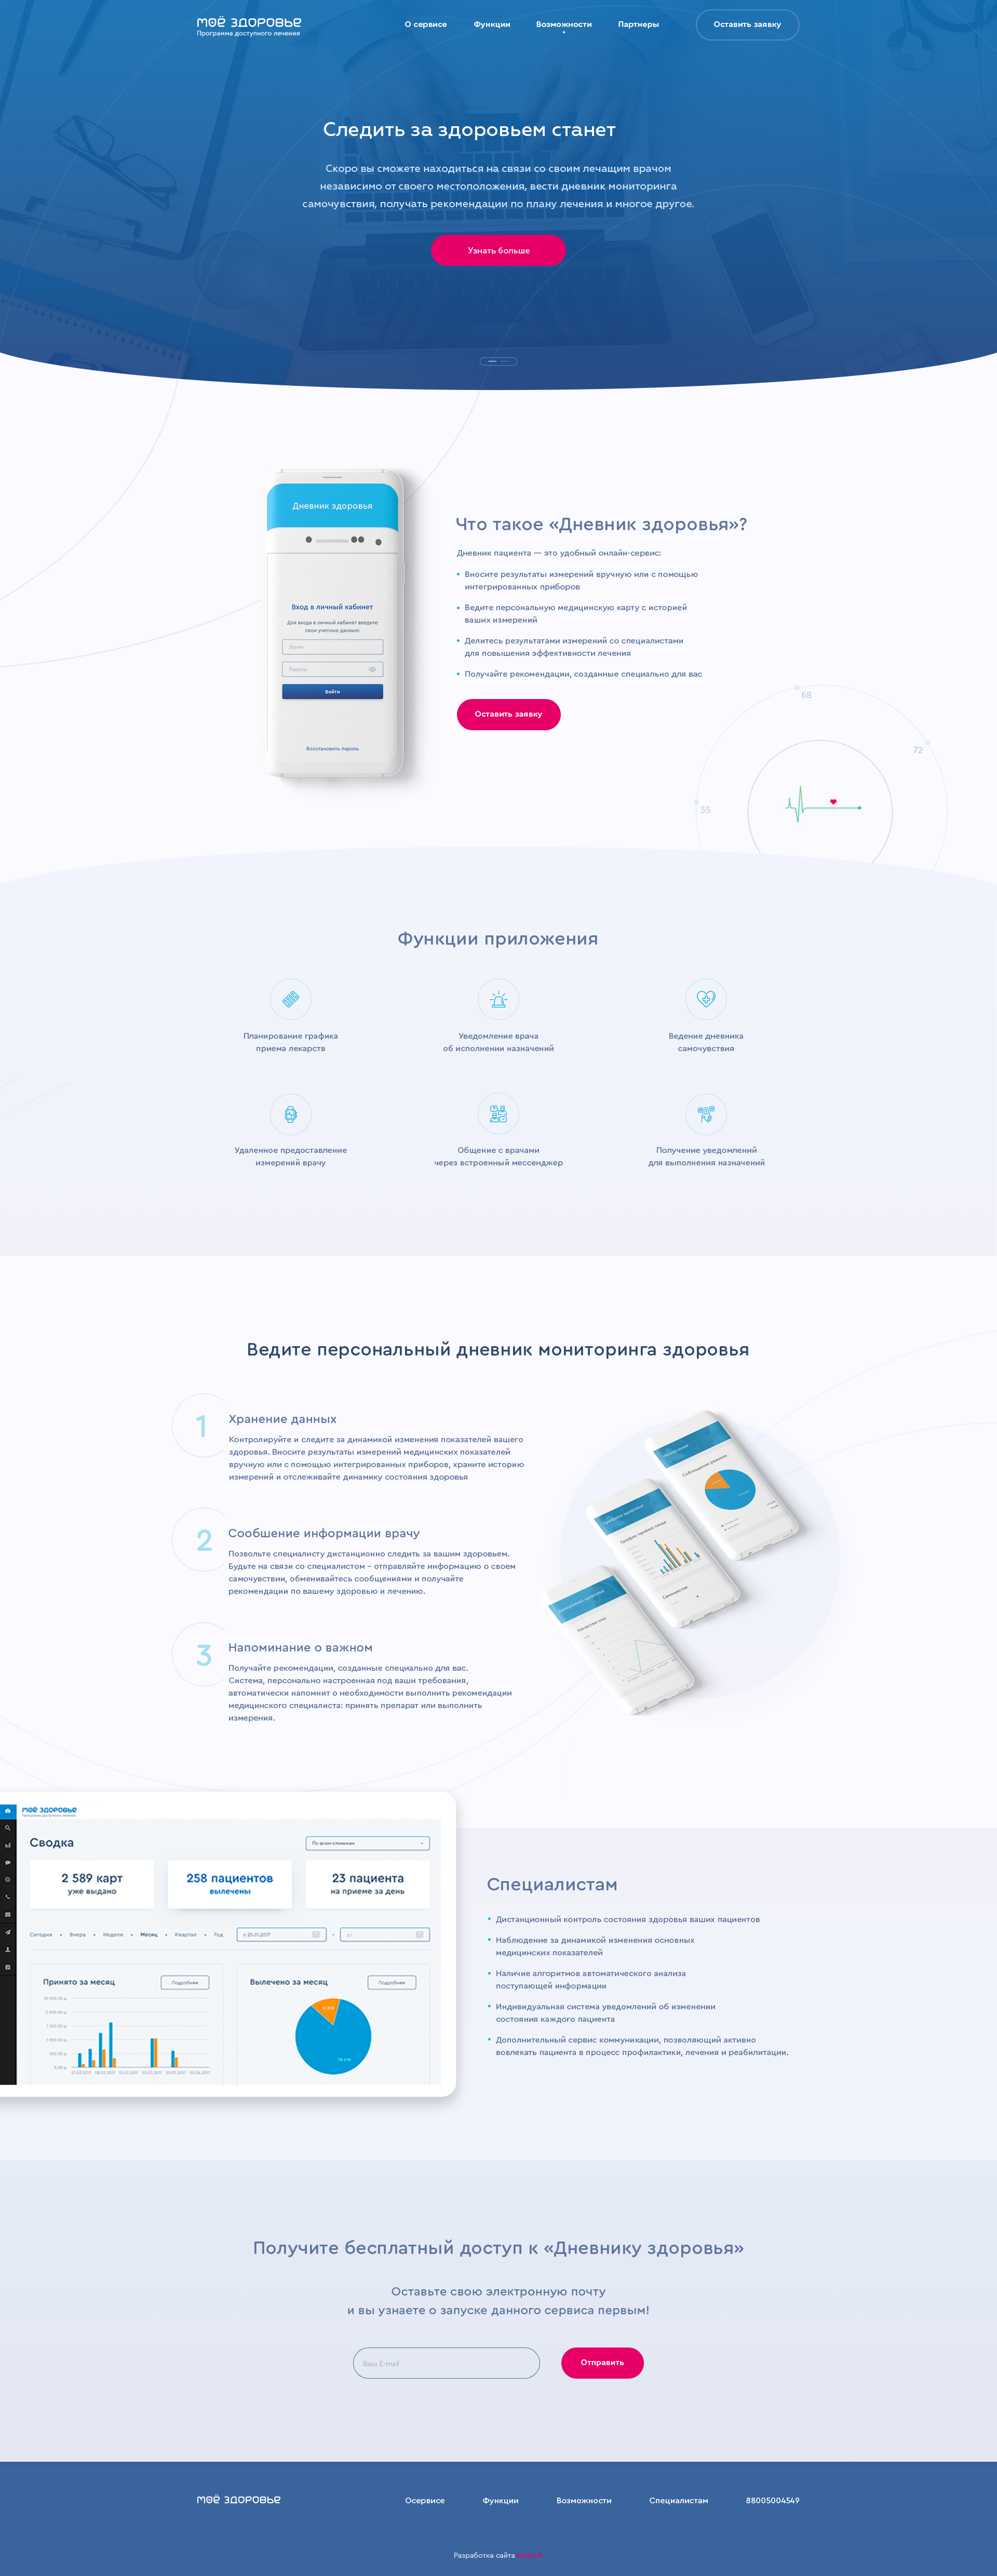 МОЁ ЗДОРОВЬЕ
Программа доступного лечения
О сервисе
Функции
Возможности
Партнеры
Оставить заявку
Следить за здоровьем станет
Скоро вы сможете находиться на связи со своим лечащим врачом
независимо от своего местоположения, вести дневник мониторинга
самочувствия, получать рекомендации по плану лечения и многое другое.
Узнать больше
Дневник здоровья
Вход в личный кабинет
Для входа в личный кабинет введите
свои учетные данные:
Логин
Пароль
Войти
Восстановить пароль
Что такое «Дневник здоровья»?
Дневник пациента — это удобный онлайн-сервис:
Вносите результаты измерений вручную или с помощью
интегрированных приборов
Ведите персональную медицинскую карту с историей
ваших измерений
Делитесь результатами измерений со специалистами
для повышения эффективности лечения
Получайте рекомендации, созданные специально для вас
Оставить заявку
68
72
55
Функции приложения
Планирование графика
приема лекарств
Уведомление врача
об исполнении назначений
Ведение дневника
самочувствия
Удаленное предоставление
измерений врачу
Общение с врачами
через встроенный мессенджер
Получение уведомлений
для выполнения назначений
Ведите персональный дневник мониторинга здоровья
1
Хранение данных
Контролируйте и следите за динамикой изменения показателей вашего
здоровья. Вносите результаты измерений медицинских показателей
вручную или с помощью интегрированных приборов, храните историю
измерений и отслеживайте динамику состояния здоровья
2
Сообшение информации врачу
Позвольте специалисту дистанционно следить за вашим здоровьем.
Будьте на связи со специалистом – отправляйте информацию о своем
самочувствии, обменивайтесь сообщениями и получайте
рекомендации по вашему здоровью и лечению.
3
Напоминание о важном
Получайте рекомендации, созданные специально для вас.
Система, персонально настроенная под ваши требования,
автоматически напомнит о необходимости выполнить рекомендации
медицинского специалиста: принять препарат или выполнить
измерения.
Соблюдение режима
График приёма пищи
Самочувствие
Качество сна
МОЁ ЗДОРОВЬЕ
Программа доступного лечения
Сводка
По всем клиникам
2 589 карт
уже выдано
258 пациентов
вылечены
23 пациента
на приеме за день
Сегодня
Вчера
Неделя
Месяц
Квартал
Год
с 25.01.2017
-
до
Принято за месяц
Подробнее
Вылечено за месяц
Подробнее
Специалистам
Дистанционный контроль состояния здоровья ваших пациентов
Наблюдение за динамикой изменения основных
медицинских показателей
Наличие алгоритмов автоматического анализа
поступающей информации
Индивидуальная система уведомлений об изменении
состояния каждого пациента
Дополнительный сервис коммуникации, позволяющий активно
вовлекать пациента в процесс профилактики, лечения и реабилитации.
Получите бесплатный доступ к «Дневнику здоровья»
Оставьте свою электронную почту
и вы узнаете о запуске данного сервиса первым!
Ваш E-mail
Отправить
МОЁ ЗДОРОВЬЕ
Осервисе
Функции
Возможности
Специалистам
88005004549
Разработка сайта